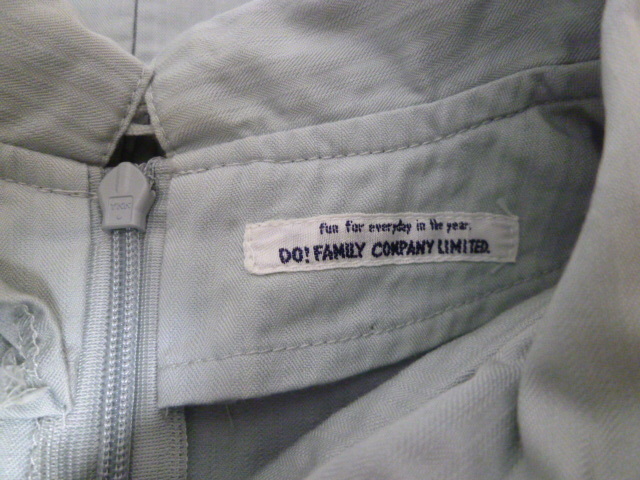 fun for everyday in the year.
DO! FAMILY COMPANY LIMITED.